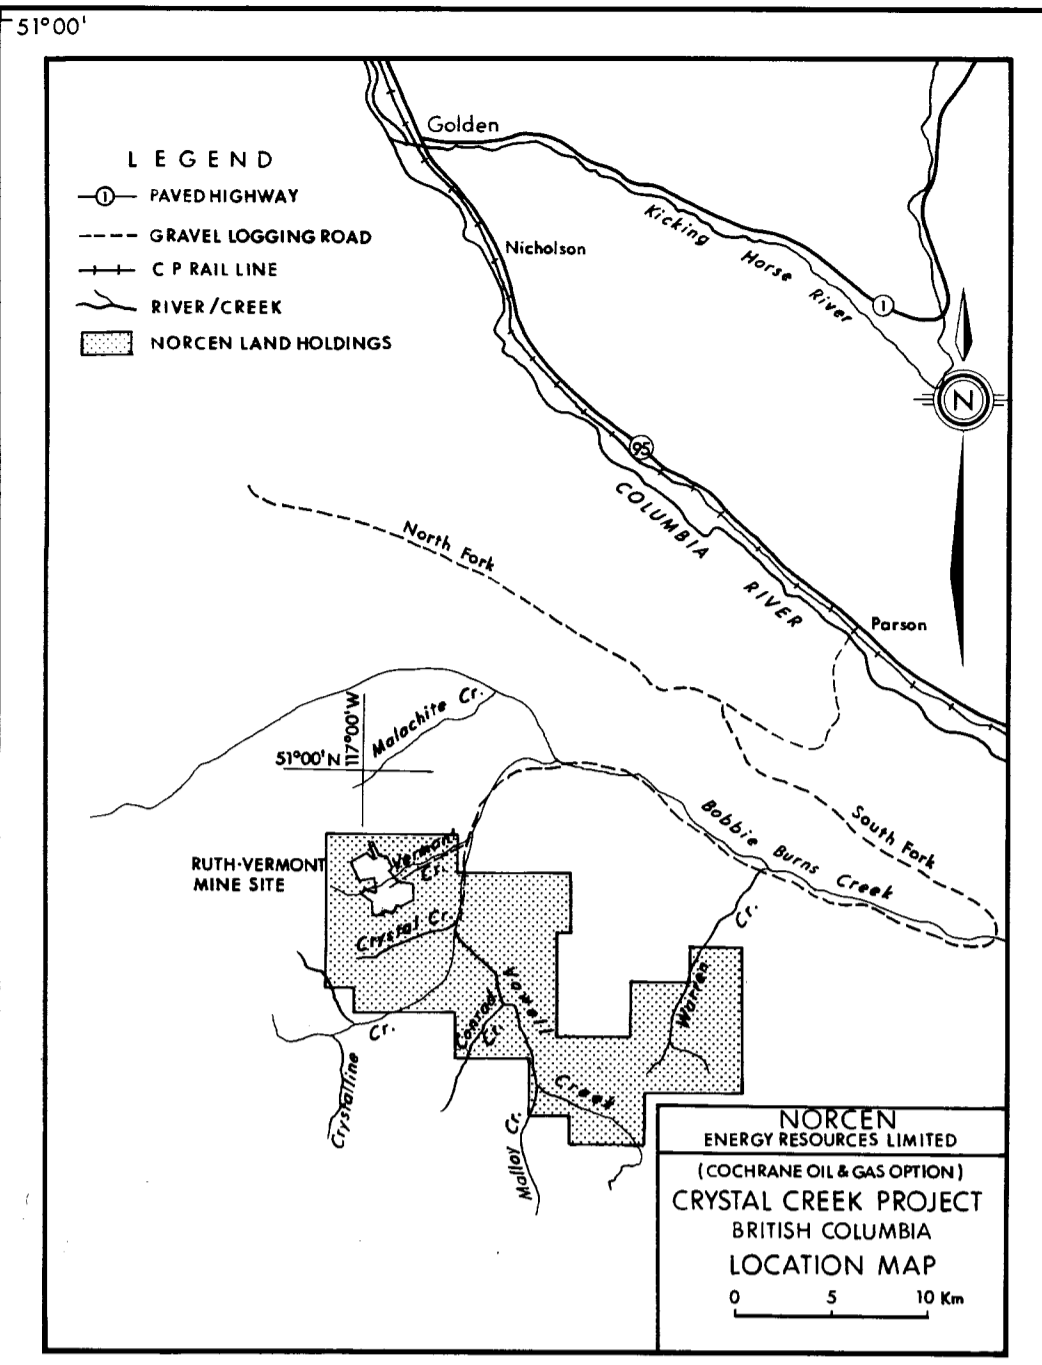 51°00'
Golden
LEGEND
1 PAVED HIGHWAY
GRAVEL LOGGING ROAD
C P RAIL LINE
RIVER/CREEK
NORCEN LAND HOLDINGS
Kicking Horse River
Nicholson
1
N
95
COLUMBIA RIVER
North Fork
Parson
Malachite Cr.
117°00'W
51°00'N
Bobbie Burns Creek
South Fork
RUTH-VERMONT
MINE SITE
Vermont
Cr.
Crystal Cr.
Cr.
Warren
Conrad
Cr.
Cr.
Crystalline
Creek
Malloy Cr.
NORCEN
ENERGY RESOURCES LIMITED
(COCHRANE OIL & GAS OPTION)
CRYSTAL CREEK PROJECT
BRITISH COLUMBIA
LOCATION MAP
0 5 10 Km